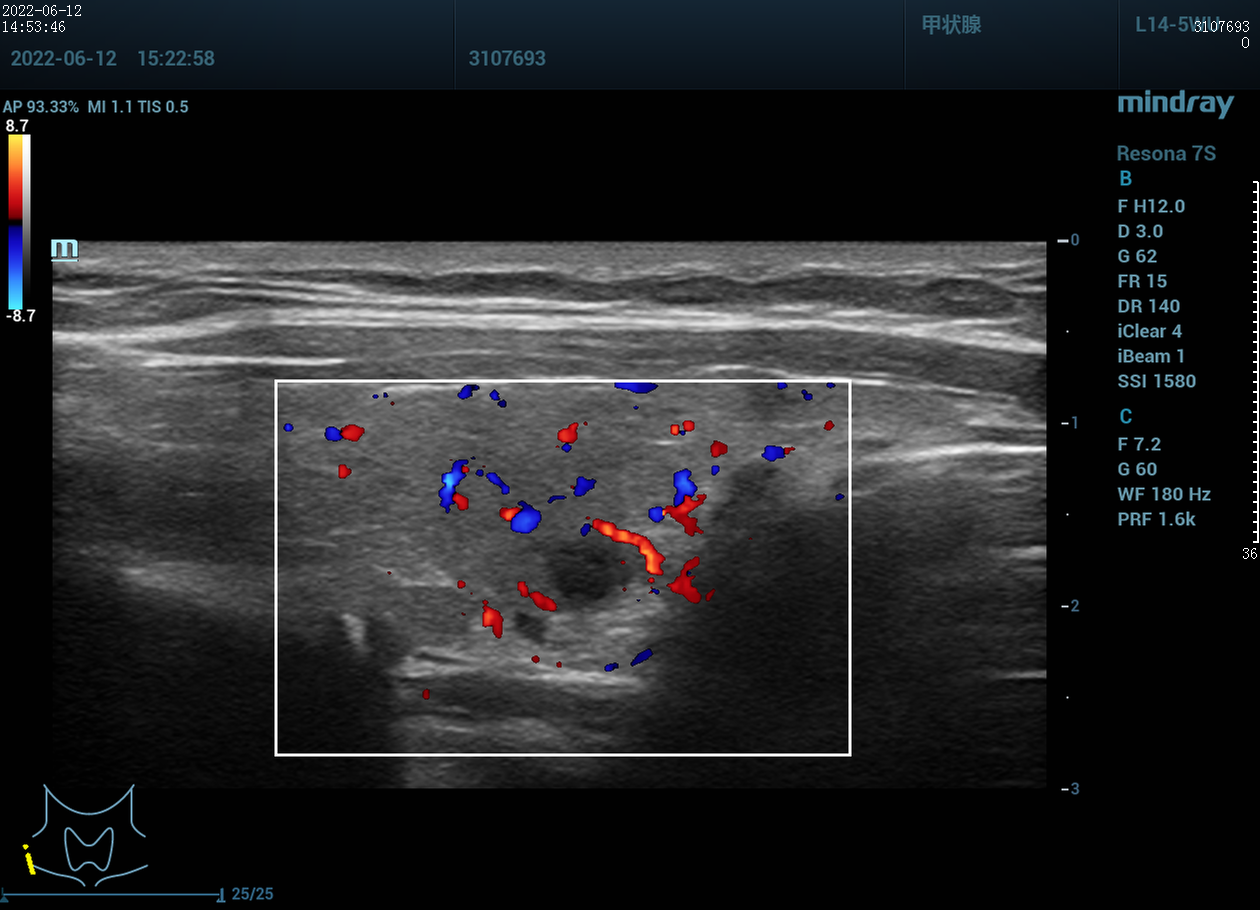 2022-06-12
14:53:46
2022-06-12 15:22:58
3107693
甲状腺
3107693
0
AP 93.33% MI 1.1 TIS 0.5
8.7
-8.7
m
mindray
Resona 7S
B
F H12.0
D 3.0
G 62
FR 15
DR 140
iClear 4
iBeam 1
SSI 1580
C
F 7.2
G 60
WF 180 Hz
PRF 1.6k
0
1
2
3
36
25/25